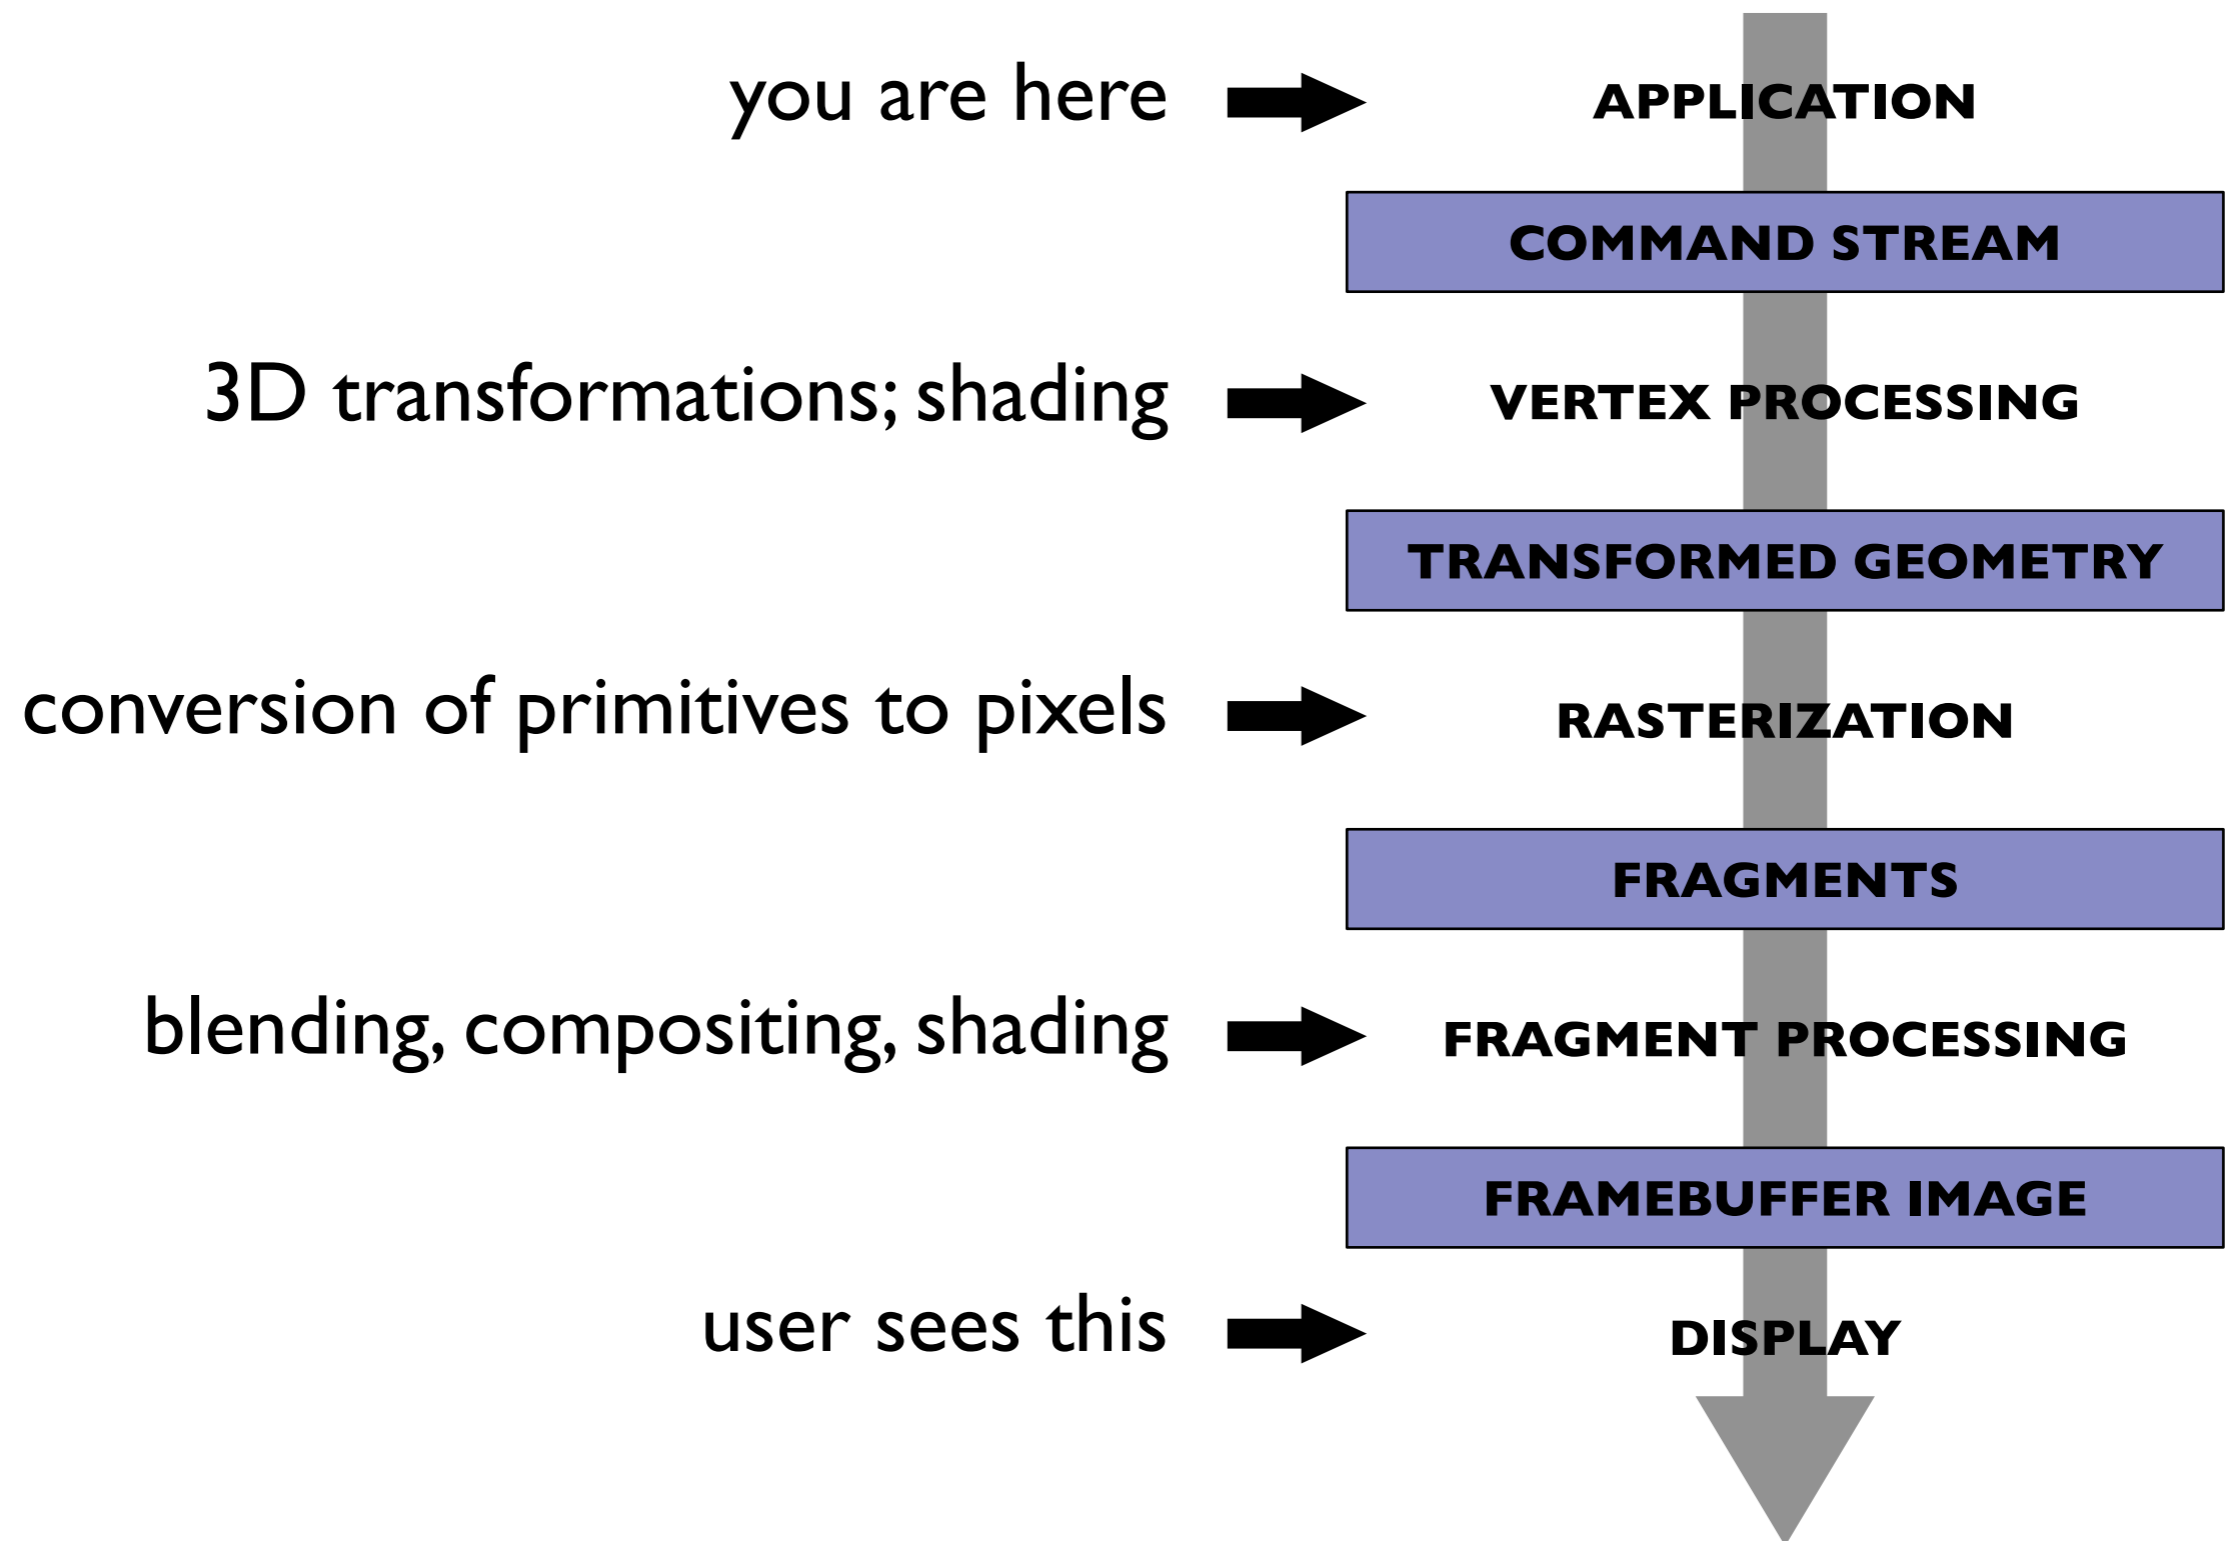 you are here
APPLICATION
COMMAND STREAM
3D transformations; shading
VERTEX PROCESSING
TRANSFORMED GEOMETRY
conversion of primitives to pixels
RASTERIZATION
FRAGMENTS
blending, compositing, shading
FRAGMENT PROCESSING
FRAMEBUFFER IMAGE
user sees this
DISPLAY